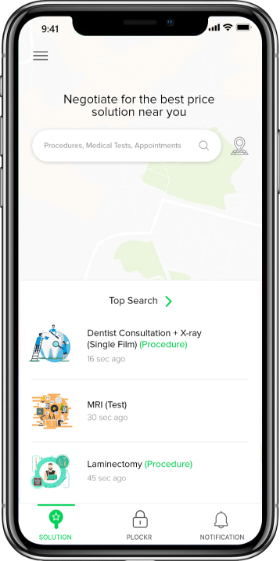 9:41
Negotiate for the best price
solution near you
Procedures, Medical Tests, Appointments
Top Search
Dentist Consultation + X-ray
(Single Film) (Procedure)
16 sec ago
MRI (Test)
30 sec ago
Laminectomy (Procedure)
45 sec ago
SOLUTION PLOCKR NOTIFICATION